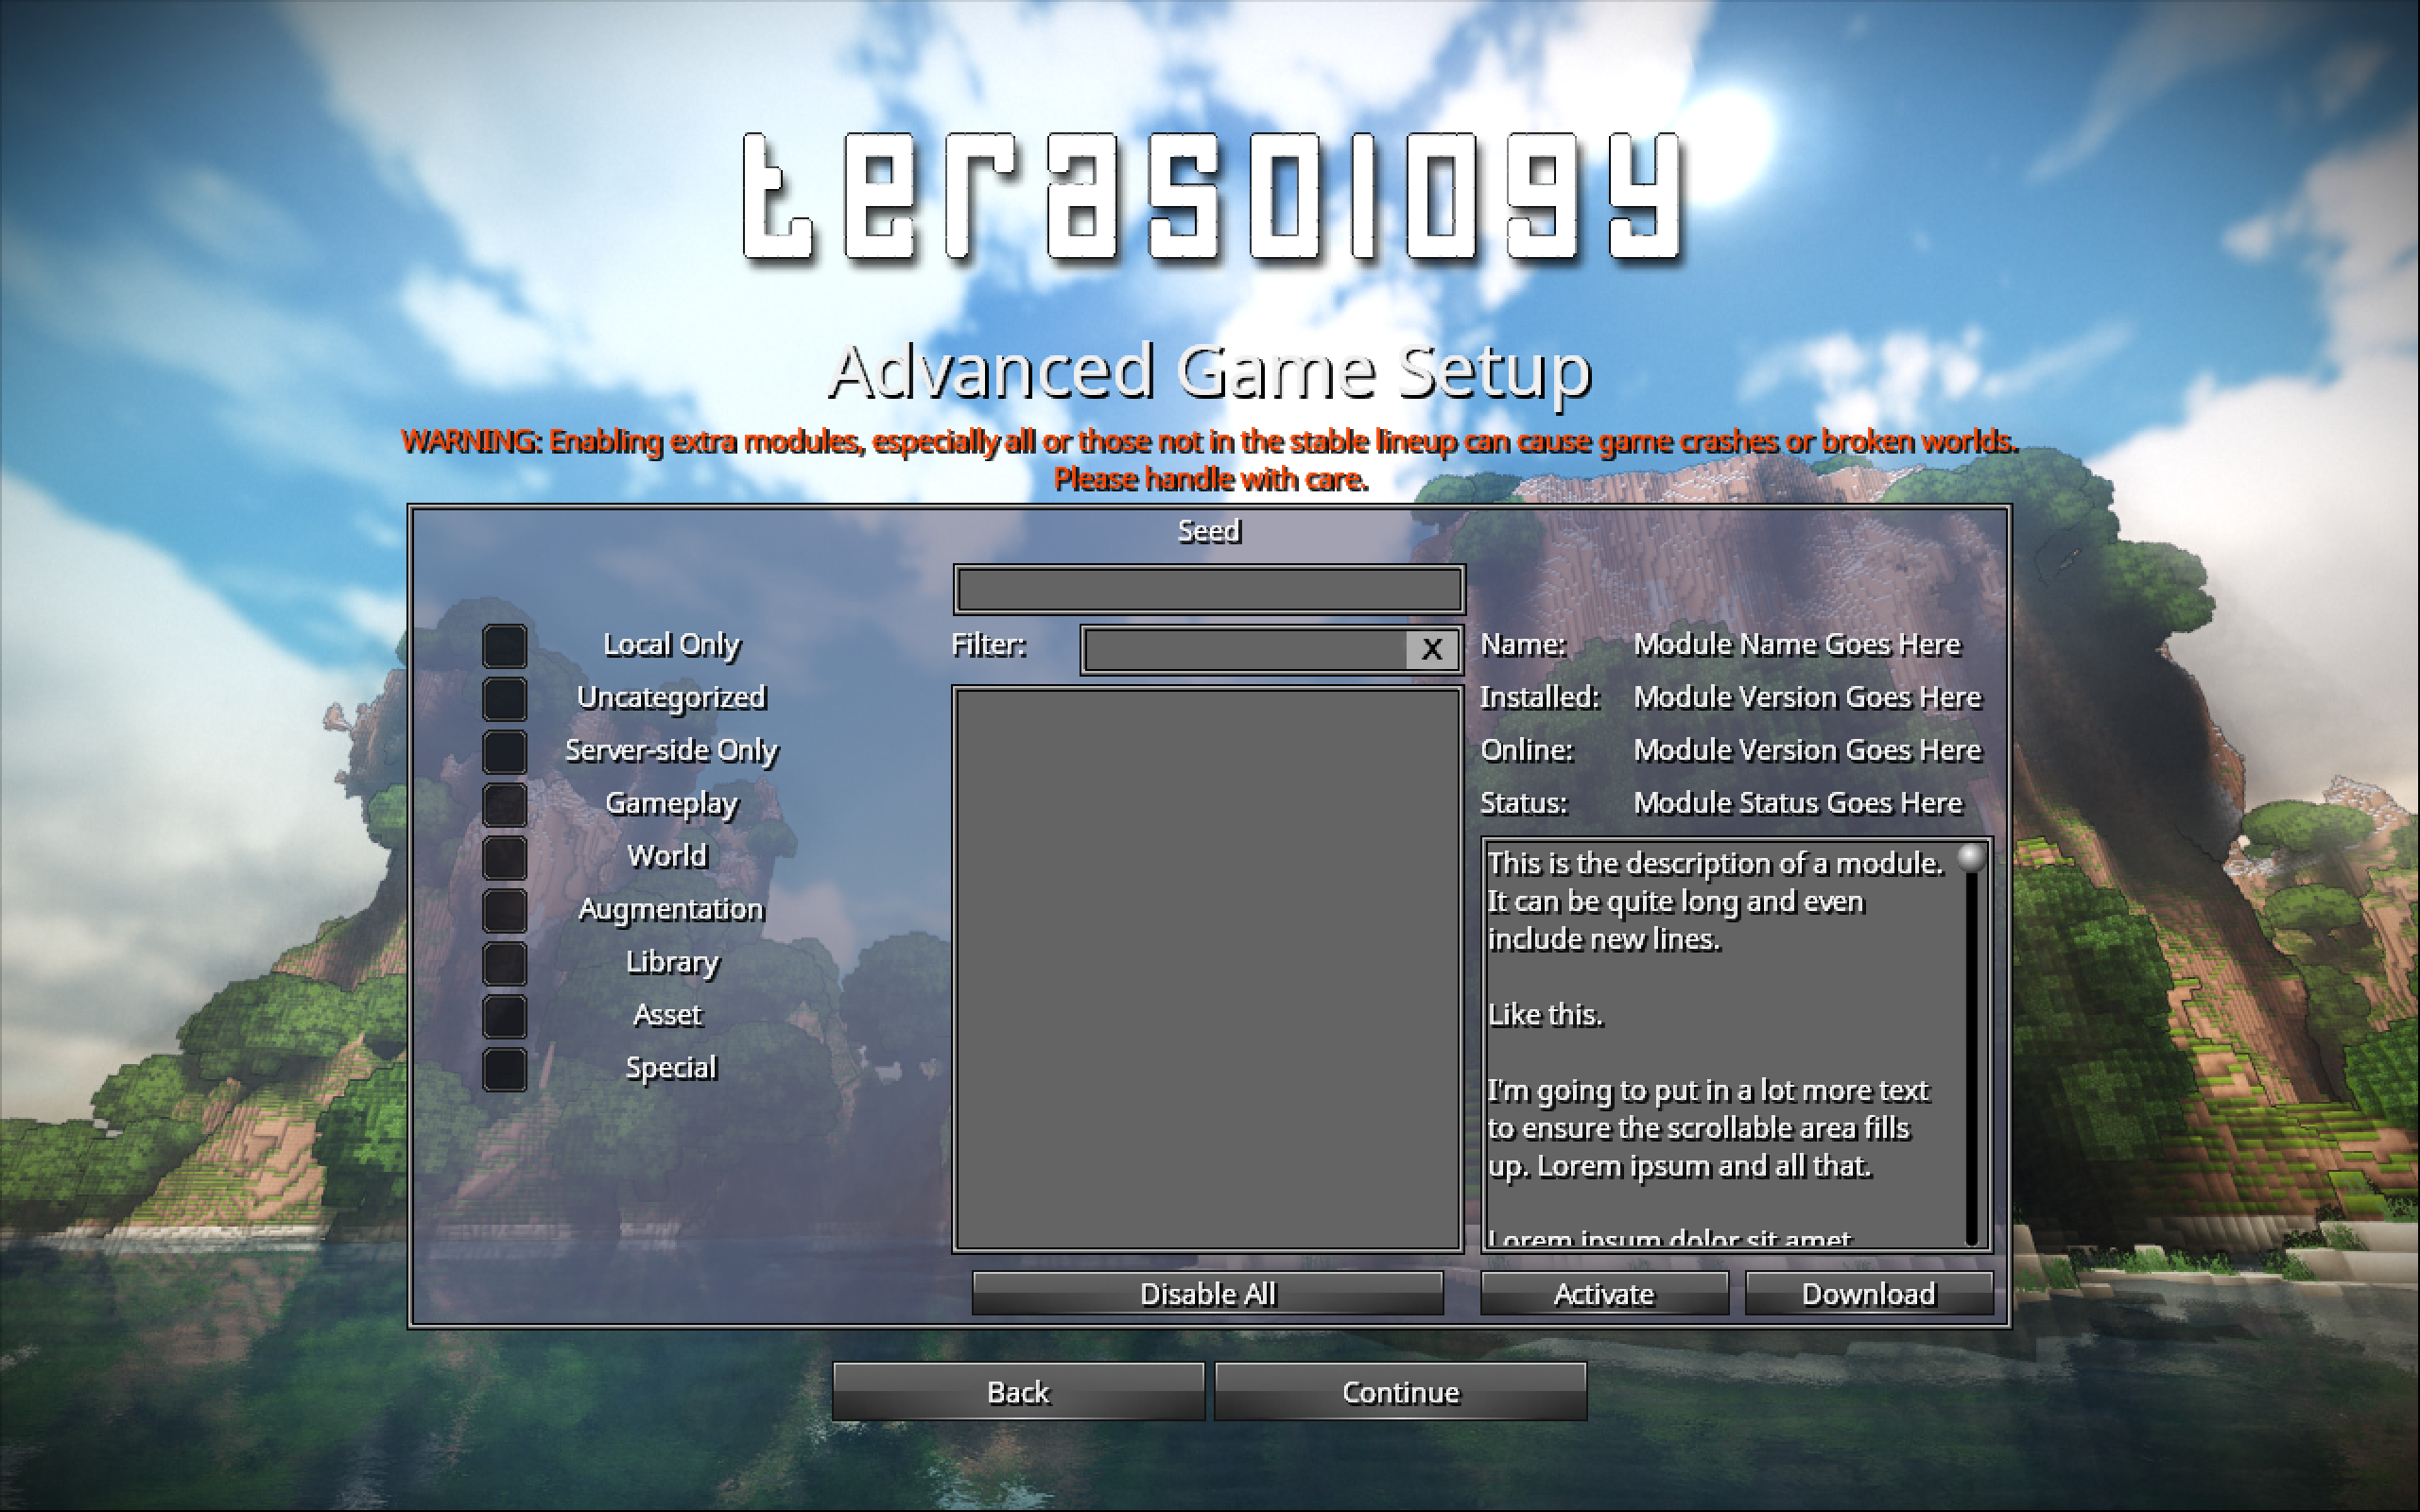 terasology
Advanced Game Setup
WARNING: Enabling extra modules, especially all or those not in the stable lineup can cause game crashes or broken worlds.
Please handle with care.
Seed
Local Only
Uncategorized
Server-side Only
Gameplay
World
Augmentation
Library
Asset
Special
Filter:
X
Disable All
Name: Module Name Goes Here
Installed: Module Version Goes Here
Online: Module Version Goes Here
Status: Module Status Goes Here
This is the description of a module.
It can be quite long and even
include new lines.
Like this.
I'm going to put in a lot more text
to ensure the scrollable area fills
up. Lorem ipsum and all that.
Lorem ipsum dolor sit amet
Activate
Download
Back
Continue